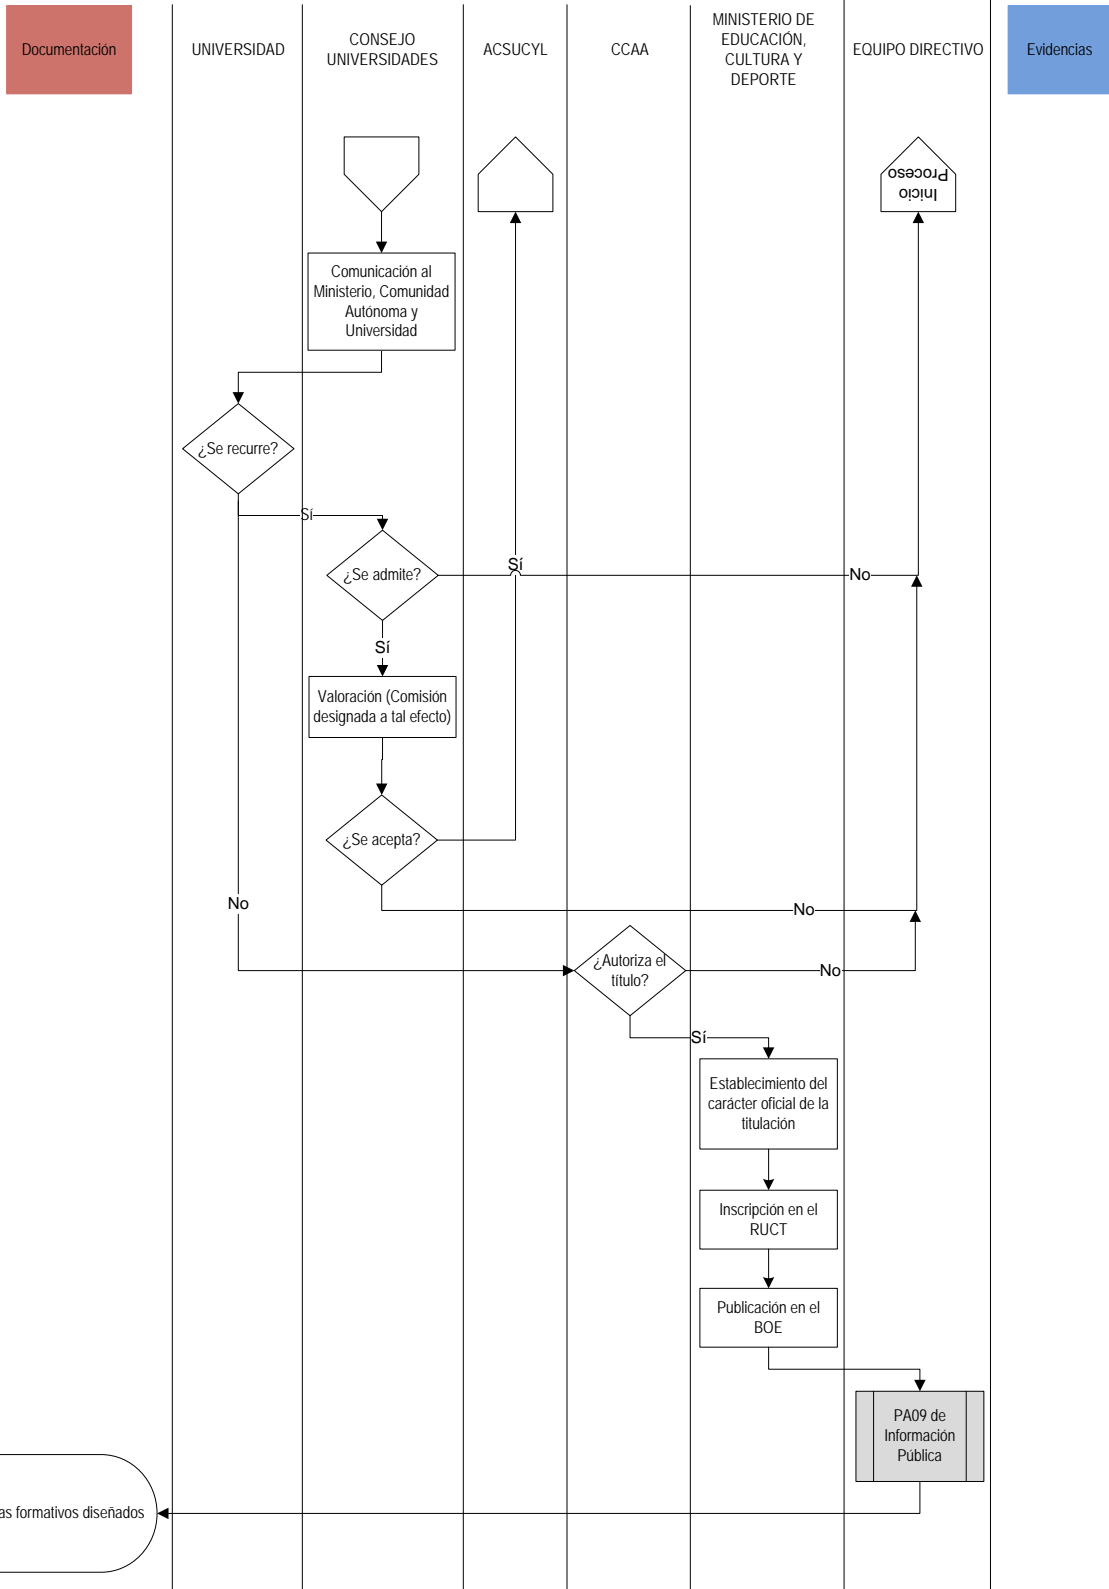 Documentación
UNIVERSIDAD
CONSEJO
UNIVERSIDADES
ACSUCYL
CCAA
MINISTERIO DE
EDUCACIÓN,
CULTURA Y
DEPORTE
EQUIPO DIRECTIVO
Evidencias
Inicio
Proceso
Comunicación al
Ministerio, Comunidad
Autónoma y
Universidad
¿Se recurre?
Sí
¿Se admite?
Sí
No
Sí
Valoración (Comisión
designada a tal efecto)
¿Se acepta?
No
No
¿Autoriza el
título?
No
Sí
Establecimiento del
carácter oficial de la
titulación
Inscripción en el
RUCT
Publicación en el
BOE
PA09 de
Información
Pública
as formativos diseñados